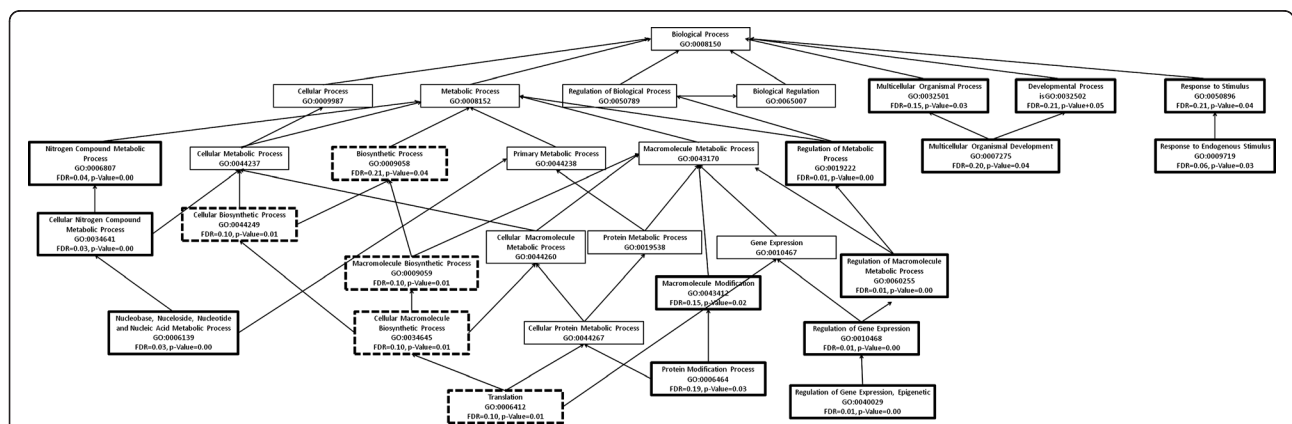 Biological Process
GO:0008150
Cellular Process
GO:0009987
Metabolic Process
GO:0008152
Regulation of Biological Process
GO:0050789
Biological Regulation
GO:0065007
Multicellular Organismal Process
GO:0032501
FDR=0.15, p-Value=0.03
Developmental Process
isGO:0032502
FDR=0.21, p-Value+0.05
Response to Stimulus
GO:0050896
FDR=0.21, p-Value=0.04
Nitrogen Compound Metabolic
Process
GO:0006807
FDR=0.04, p-Value=0.00
Cellular Metabolic Process
GO:0044237
Biosynthetic Process
GO:0009058
FDR=0.21, p-Value=0.04
Primary Metabolic Process
GO:0044238
Macromolecule Metabolic Process
GO:0043170
Regulation of Metabolic
Process
GO:0019222
FDR=0.01, p-Value=0.00
Multicellular Organismal Development
GO:0007275
FDR=0.20, p-Value=0.04
Response to Endogenous Stimulus
GO:0009719
FDR=0.06, p-Value=0.03
Cellular Nitrogen Compound
Metabolic Process
GO:0034641
FDR=0.03, p-Value=0.00
Cellular Biosynthetic Process
GO:0044249
FDR=0.10, p-Value=0.01
Cellular Macromolecule
Metabolic Process
GO:0044260
Protein Metabolic Process
GO:0019538
Gene Expression
GO:0010467
Macromolecule Biosynthetic Process
GO:0009059
FDR=0.10, p-Value=0.01
Macromolecule Modification
GO:0043412
FDR=0.15, p-Value=0.02
Regulation of Macromolecule
Metabolic Process
GO:0060255
FDR=0.01, p-Value=0.00
Nucleobase, Nuceloside, Nucleotide
and Nucleic Acid Metabolic Process
GO:0006139
FDR=0.03, p-Value=0.00
Cellular Macromolecule
Biosynthetic Process
GO:0034645
FDR=0.10, p-Value=0.01
Cellular Protein Metabolic Process
GO:0044267
Regulation of Gene Expression
GO:0010468
FDR=0.01, p-Value=0.00
Translation
GO:0006412
FDR=0.10, p-Value=0.01
Protein Modification Process
GO:0006464
FDR=0.19, p-Value=0.03
Regulation of Gene Expression, Epigenetic
GO:0040029
FDR=0.01, p-Value=0.00